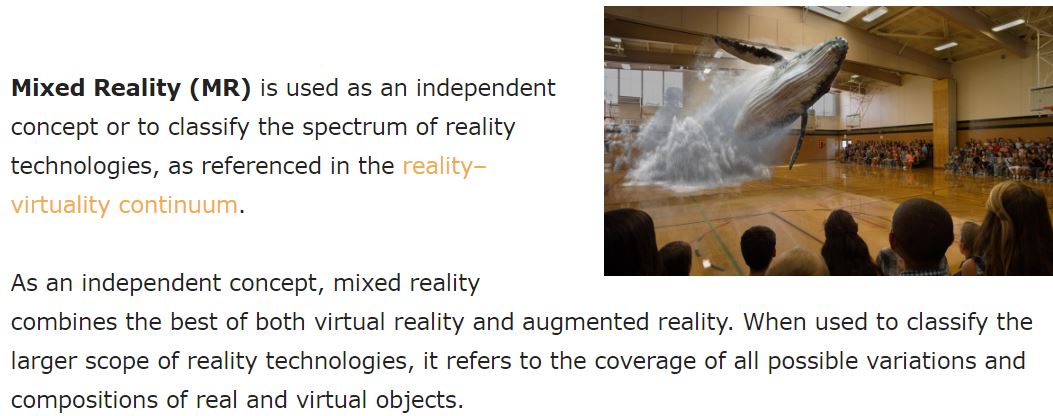 Mixed Reality (MR) is used as an independent
concept or to classify the spectrum of reality
technologies, as referenced in the reality–
virtuality continuum.
As an independent concept, mixed reality
combines the best of both virtual reality and augmented reality. When used to classify the
larger scope of reality technologies, it refers to the coverage of all possible variations and
compositions of real and virtual objects.